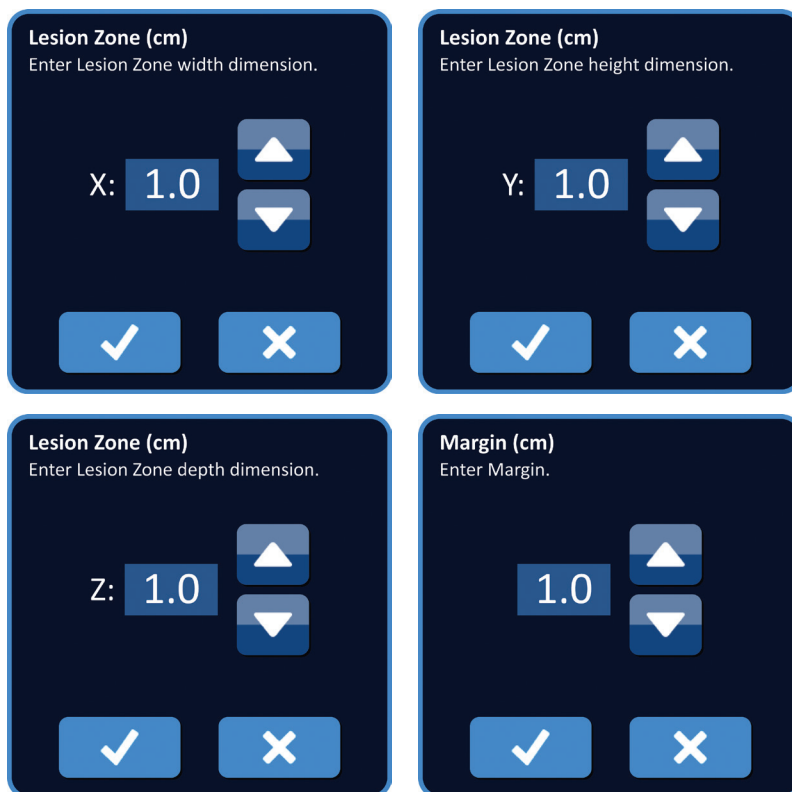 Lesion Zone (cm)
Enter Lesion Zone width dimension.
X: 1.0
Lesion Zone (cm)
Enter Lesion Zone height dimension.
Y: 1.0
Lesion Zone (cm)
Enter Lesion Zone depth dimension.
Z: 1.0
Margin (cm)
Enter Margin.
1.0